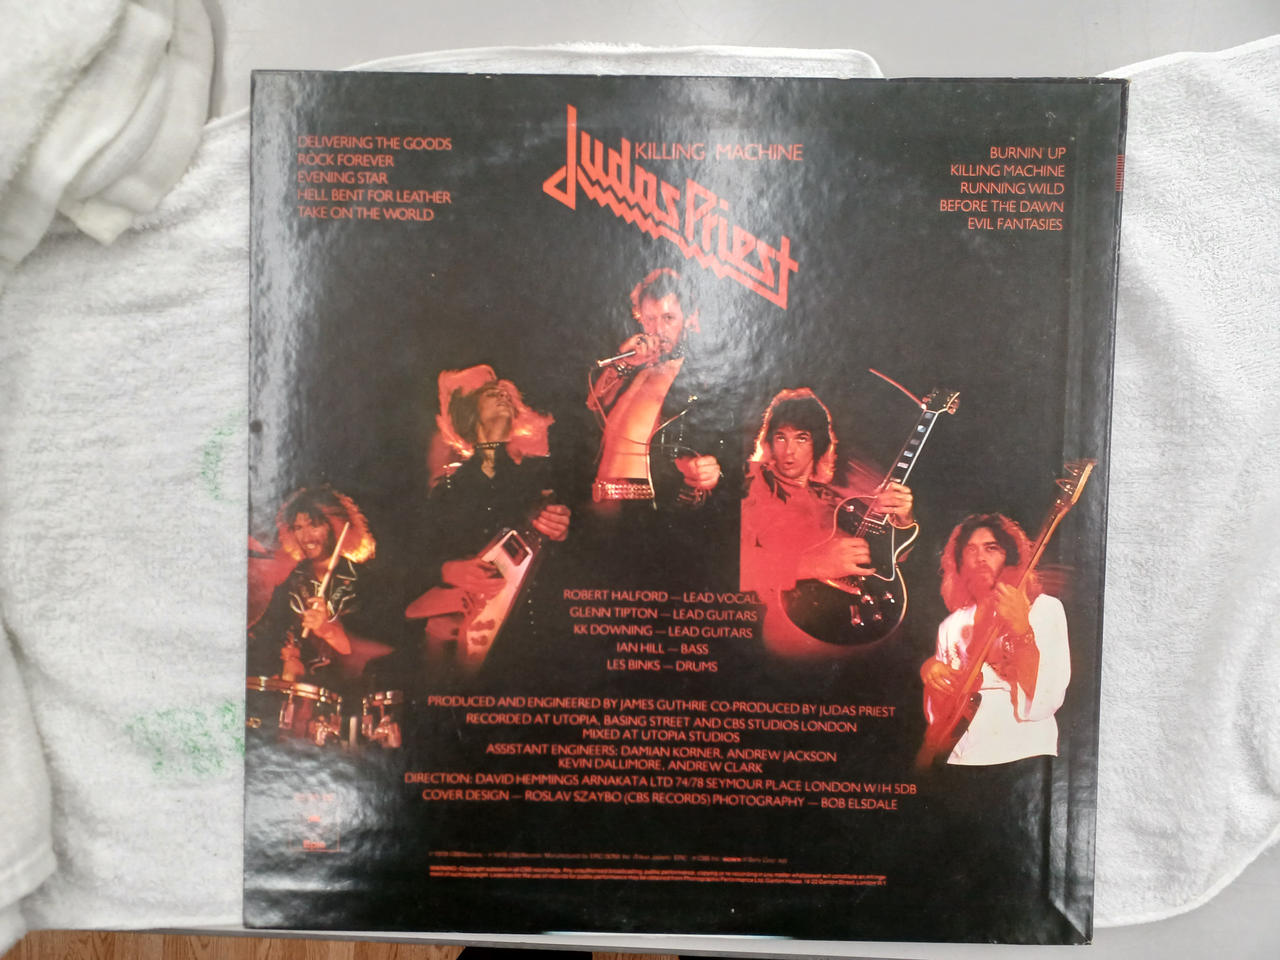 DELIVERING THE GOODS
ROCK FOREVER
EVENING STAR
HELL BENT FOR LEATHER
TAKE ON THE WORLD
Judas Priest
KILLING MACHINE
BURNIN' UP
KILLING MACHINE
RUNNING WILD
BEFORE THE DAWN
EVIL FANTASIES
ROBERT HALFORD — LEAD VOCAL
GLENN TIPTON — LEAD GUITARS
KK DOWNING — LEAD GUITARS
IAN HILL — BASS
LES BINKS — DRUMS
PRODUCED AND ENGINEERED BY JAMES GUTHRIE CO-PRODUCED BY JUDAS PRIEST
RECORDED AT UTOPIA, BASING STREET AND CBS STUDIOS LONDON
MIXED AT UTOPIA STUDIOS
ASSISTANT ENGINEERS: DAMIAN KORNER, ANDREW JACKSON
KEVIN DALLIMORE, ANDREW CLARK
DIRECTION: DAVID HEMMINGS ARNAKATA LTD 74/78 SEYMOUR PLACE LONDON W1H 5DB
COVER DESIGN — ROSLAV SZAYBO (CBS RECORDS) PHOTOGRAPHY — BOB ELSDALE
Epic